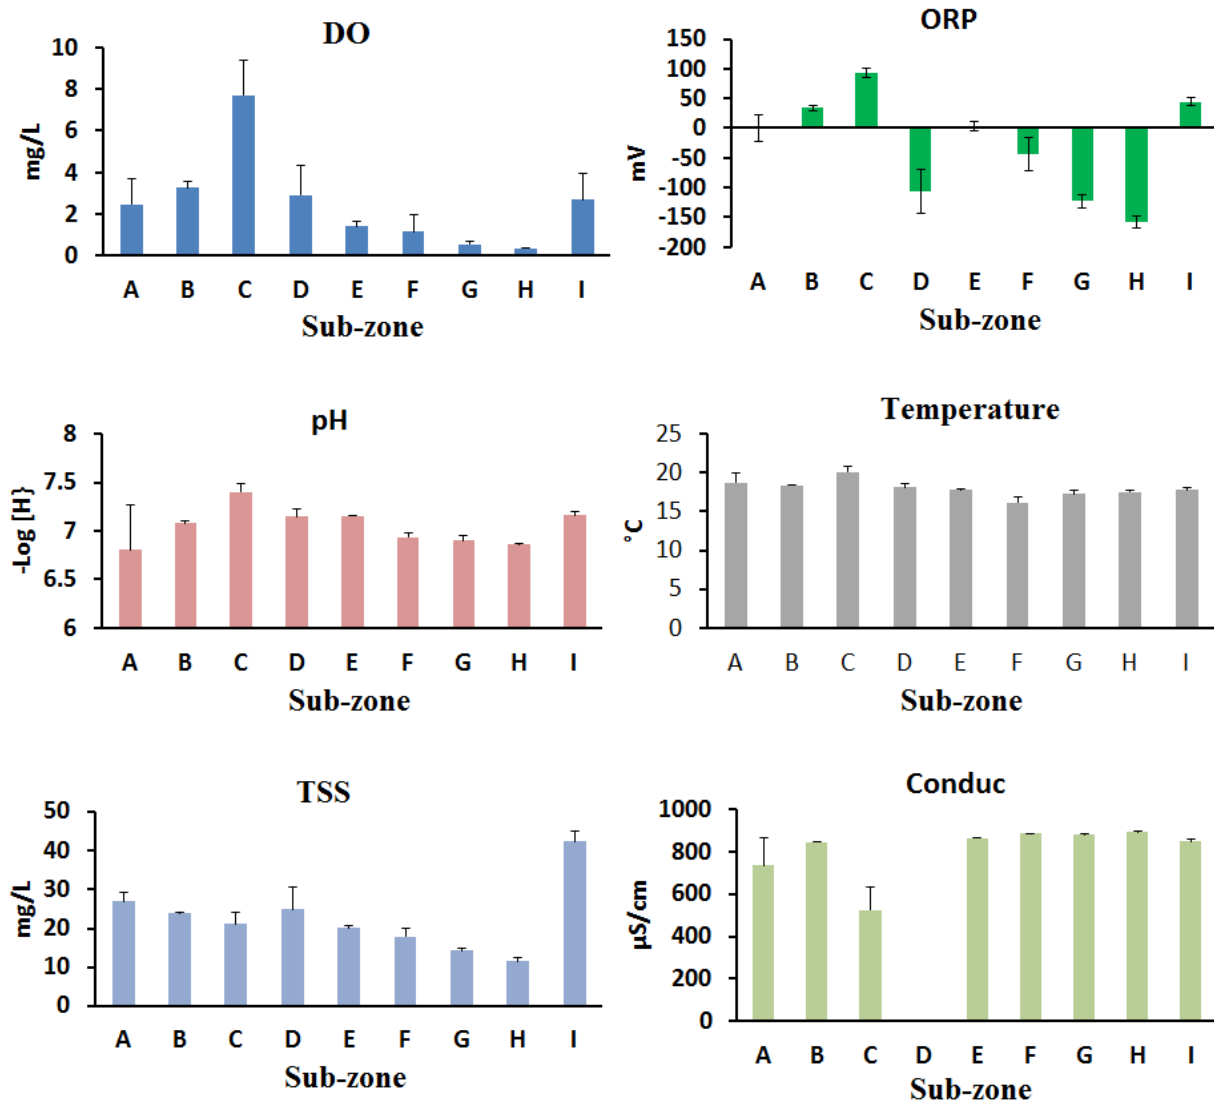 DO
10
8
6
4
2
0
mg/L
A B C D E F G H I
Sub-zone
ORP
150
100
50
0
-50
-100
-150
-200
mV
A B C D E F G H I
Sub-zone
pH
8
7.5
7
6.5
6
-Log [H}
A B C D E F G H I
Sub-zone
Temperature
25
20
15
10
5
0
°C
A B C D E F G H I
Sub-zone
TSS
50
40
30
20
10
0
mg/L
A B C D E F G H I
Sub-zone
Conduc
1000
800
600
400
200
0
µS/cm
A B C D E F G H I
Sub-zone